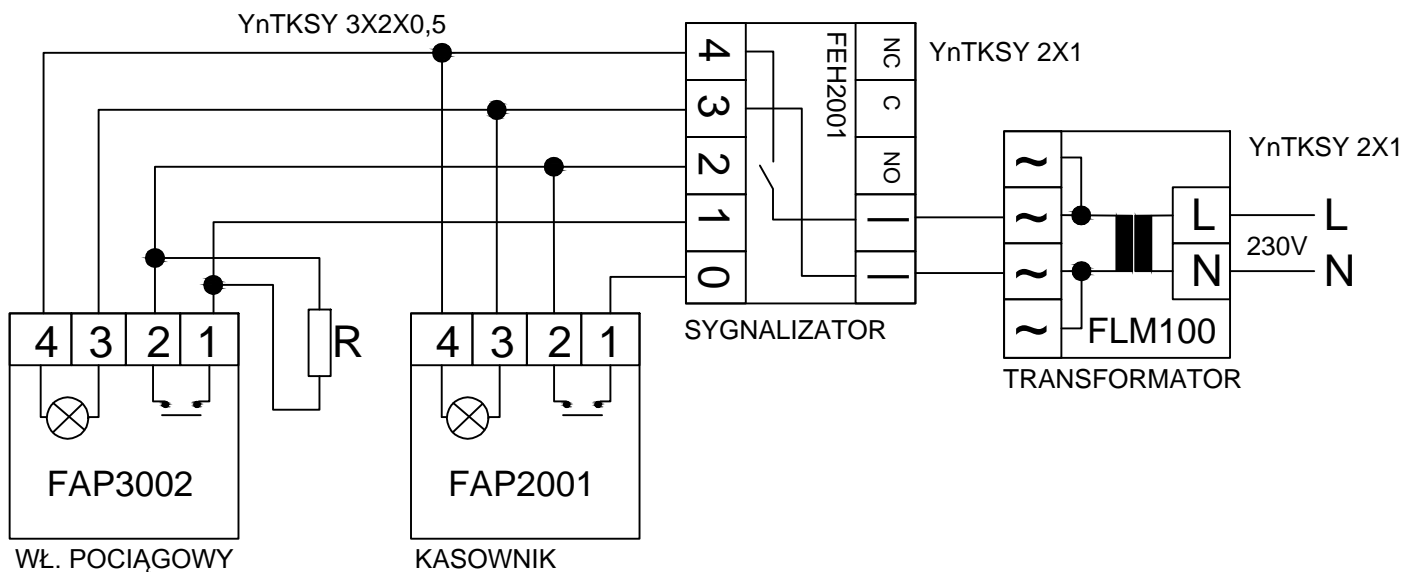 YnTKSY 3X2X0,5
4
3
2
1
0
FEH2001
NC
C
NO
YnTKSY 2X1
SYGNALIZATOR
~
~
~
~
L
N
FLM100
TRANSFORMATOR
YnTKSY 2X1
L
230V
N
4 3 2 1
R
FAP3002
WŁ. POCIĄGOWY
4 3 2 1
FAP2001
KASOWNIK